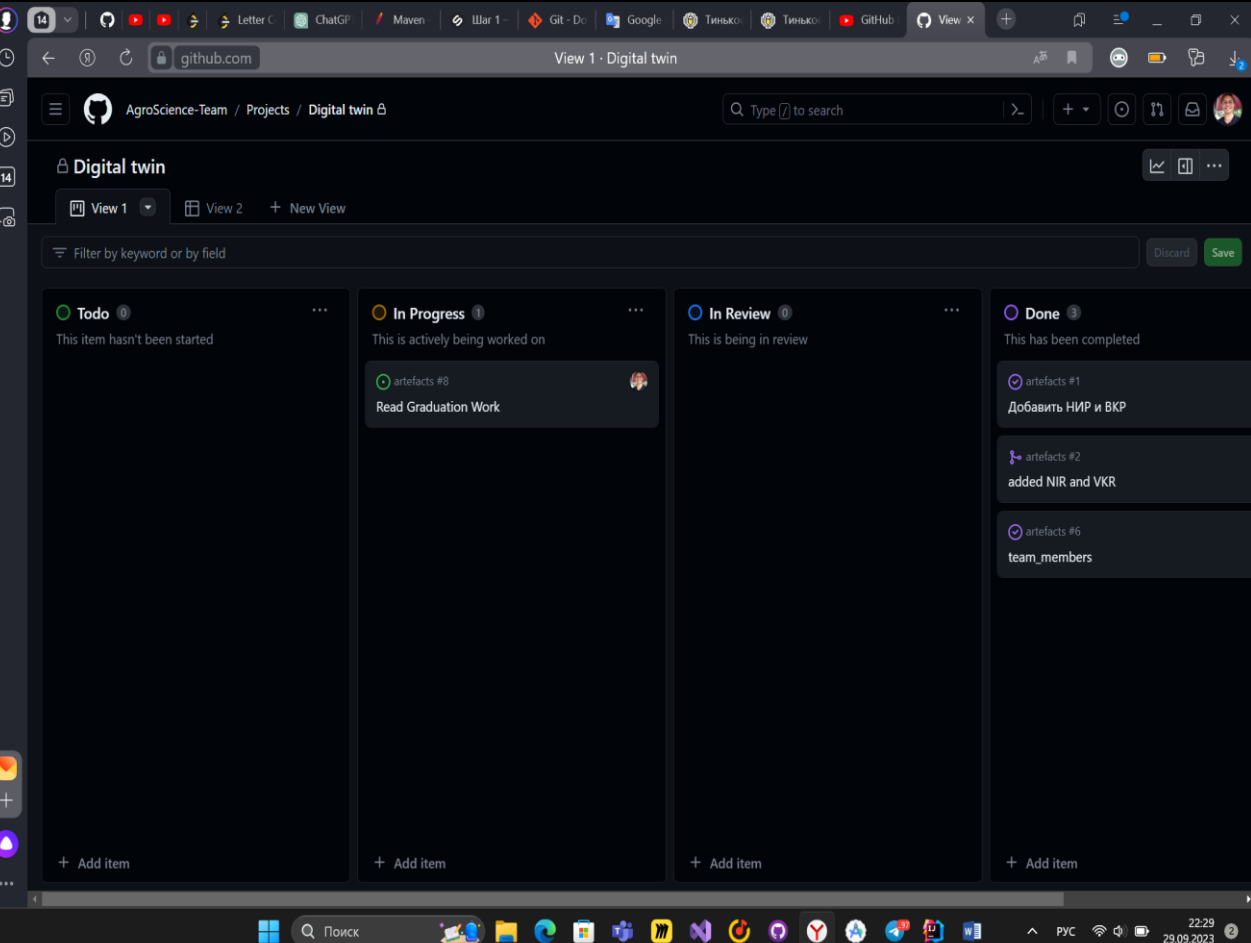 14
Letter C
ChatGP
Maven
Шаг 1 –
Git - Do
Google
Тинько
Тинько
GitHub
View
github.com
View 1 · Digital twin
2
AgroScience-Team / Projects / Digital twin
Type / to search
14
Digital twin
View 1
View 2
+ New View
Filter by keyword or by field
Discard
Save
Todo 0
This item hasn't been started
In Progress 1
This is actively being worked on
artefacts #8
Read Graduation Work
In Review 0
This is being in review
Done 3
This has been completed
artefacts #1
Добавить НИР и ВКР
artefacts #2
added NIR and VKR
artefacts #6
team_members
+ Add item
+ Add item
+ Add item
+ Add item
Поиск
97
РУС
22:29
29.09.2023
2